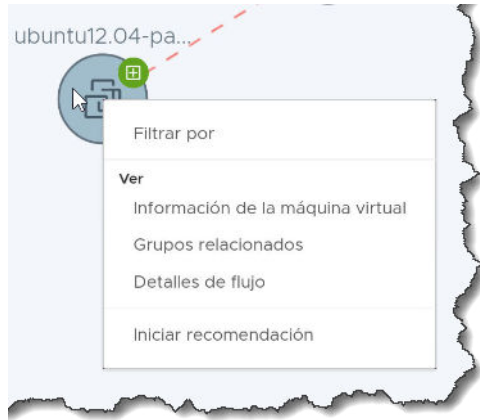 ubuntu12.04-pa...
Filtrar por
Ver
Información de la máquina virtual
Grupos relacionados
Detalles de flujo
Iniciar recomendación